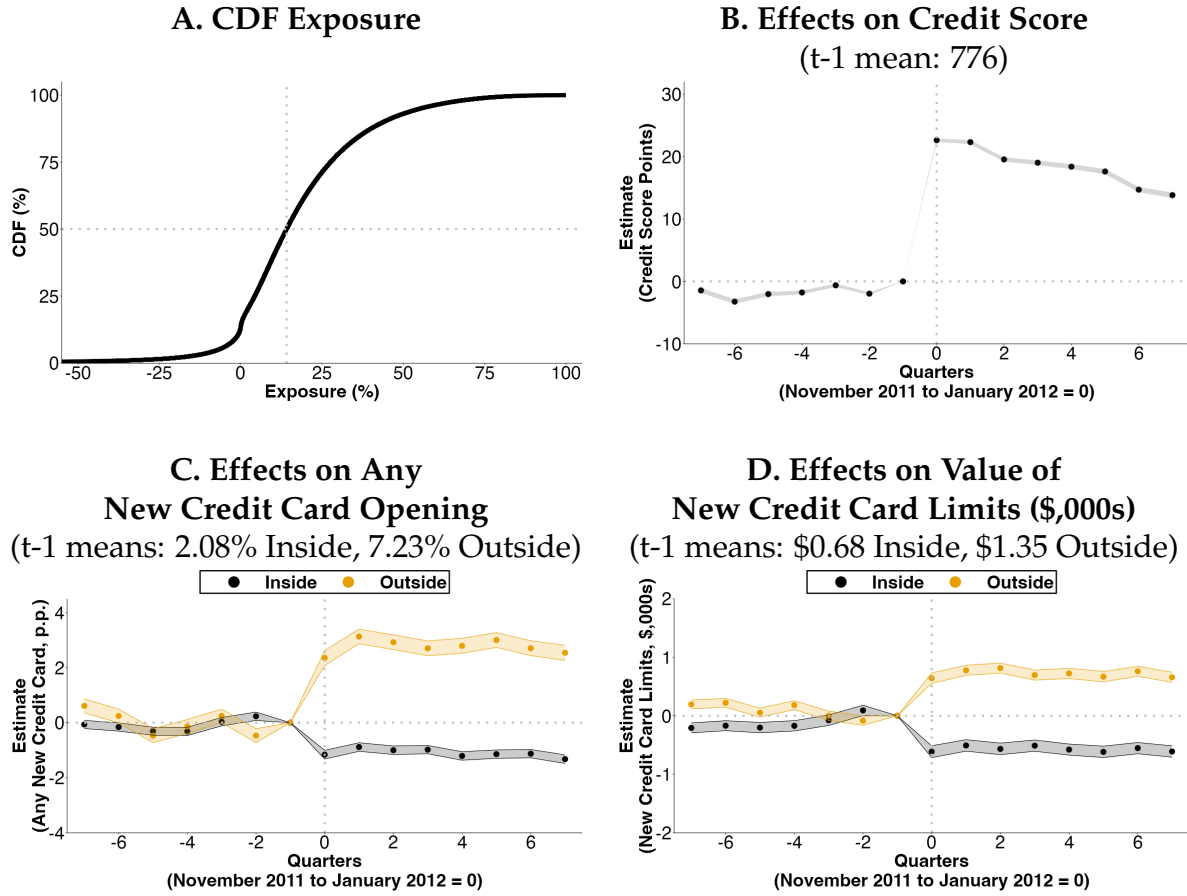 A. CDF Exposure
CDF (%)
100
75
50
25
0
-50 -25 0 25 50 75 100
Exposure (%)
B. Effects on Credit Score
(t-1 mean: 776)
Estimate
(Credit Score Points)
30
20
10
0
-10
-6 -4 -2 0 2 4 6
Quarters
(November 2011 to January 2012 = 0)
C. Effects on Any
New Credit Card Opening
(t-1 means: 2.08% Inside, 7.23% Outside)
Inside Outside
Estimate
(Any New Credit Card, p.p.)
4
2
0
-2
-4
-6 -4 -2 0 2 4 6
Quarters
(November 2011 to January 2012 = 0)
D. Effects on Value of
New Credit Card Limits ($,000s)
(t-1 means: $0.68 Inside, $1.35 Outside)
Inside Outside
Estimate
(New Credit Card Limits, $,000s)
2
1
0
-1
-2
-6 -4 -2 0 2 4 6
Quarters
(November 2011 to January 2012 = 0)